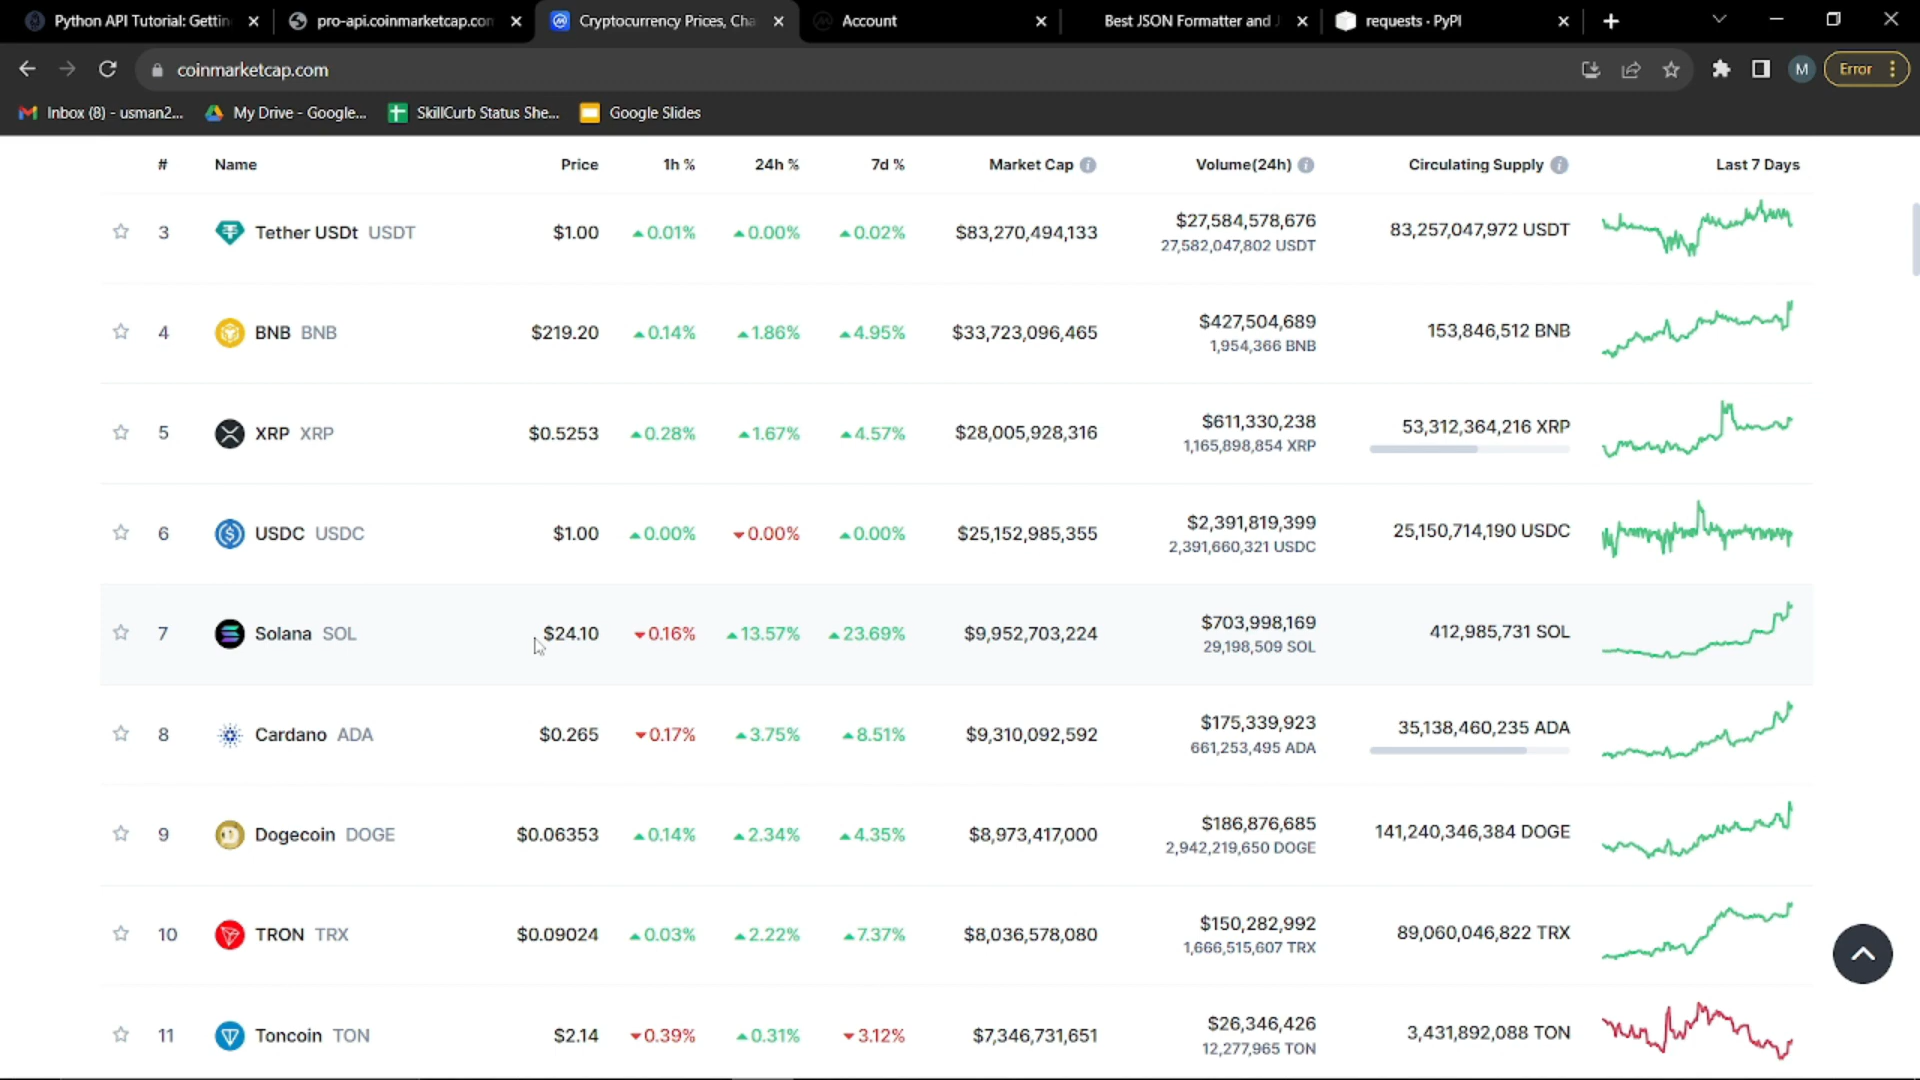 Python API Tutorial: Gettin
pro-api.coinmarketcap.con
Cryptocurrency Prices, Cha
Account
Best JSON Formatter and J
requests · PyPI
coinmarketcap.com
M
Error
Inbox (8) - usman2...
My Drive - Google...
SkillCurb Status She...
Google Slides
# Name Price 1h % 24h % 7d % Market Cap Volume(24h) Circulating Supply Last 7 Days
3 Tether USDt USDT $1.00 0.01% 0.00% 0.02% $83,270,494,133 $27,584,578,676 83,257,047,972 USDT
27,582,047,802 USDT
4 BNB BNB $219.20 0.14% 1.86% 4.95% $33,723,096,465 $427,504,689 153,846,512 BNB
1,954,366 BNB
5 XRP XRP $0.5253 0.28% 1.67% 4.57% $28,005,928,316 $611,330,238 53,312,364,216 XRP
1,165,898,854 XRP
6 USDC USDC $1.00 0.00% 0.00% 0.00% $25,152,985,355 $2,391,819,399 25,150,714,190 USDC
2,391,660,321 USDC
7 Solana SOL $24.10 0.16% 13.57% 23.69% $9,952,703,224 $703,998,169 412,985,731 SOL
29,198,509 SOL
8 Cardano ADA $0.265 0.17% 3.75% 8.51% $9,310,092,592 $175,339,923 35,138,460,235 ADA
661,253,495 ADA
9 Dogecoin DOGE $0.06353 0.14% 2.34% 4.35% $8,973,417,000 $186,876,685 141,240,346,384 DOGE
2,942,219,650 DOGE
10 TRON TRX $0.09024 0.03% 2.22% 7.37% $8,036,578,080 $150,282,992 89,060,046,822 TRX
1,666,515,607 TRX
11 Toncoin TON $2.14 0.39% 0.31% 3.12% $7,346,731,651 $26,346,426 3,431,892,088 TON
12,277,965 TON